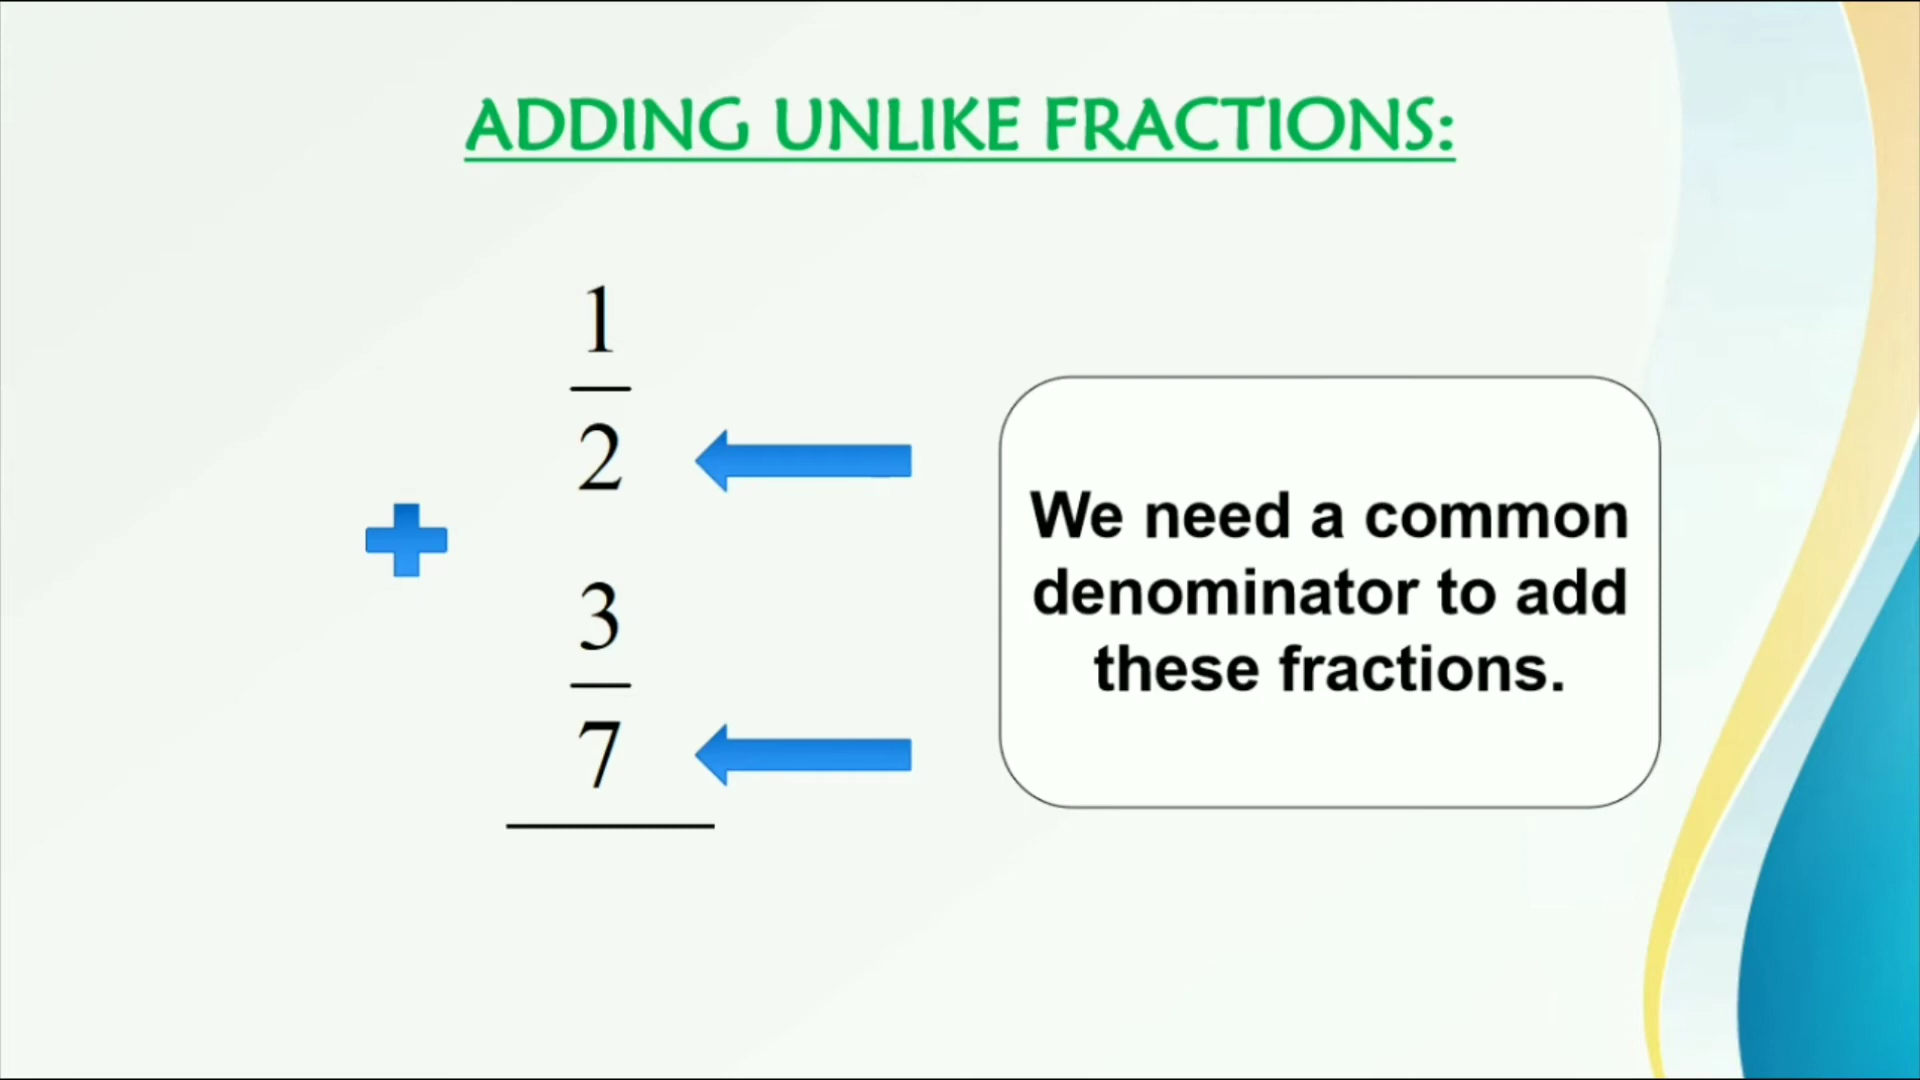 ADDING UNLIKE FRACTIONS:
1
2
+
3
7
We need a common
denominator to add
these fractions.